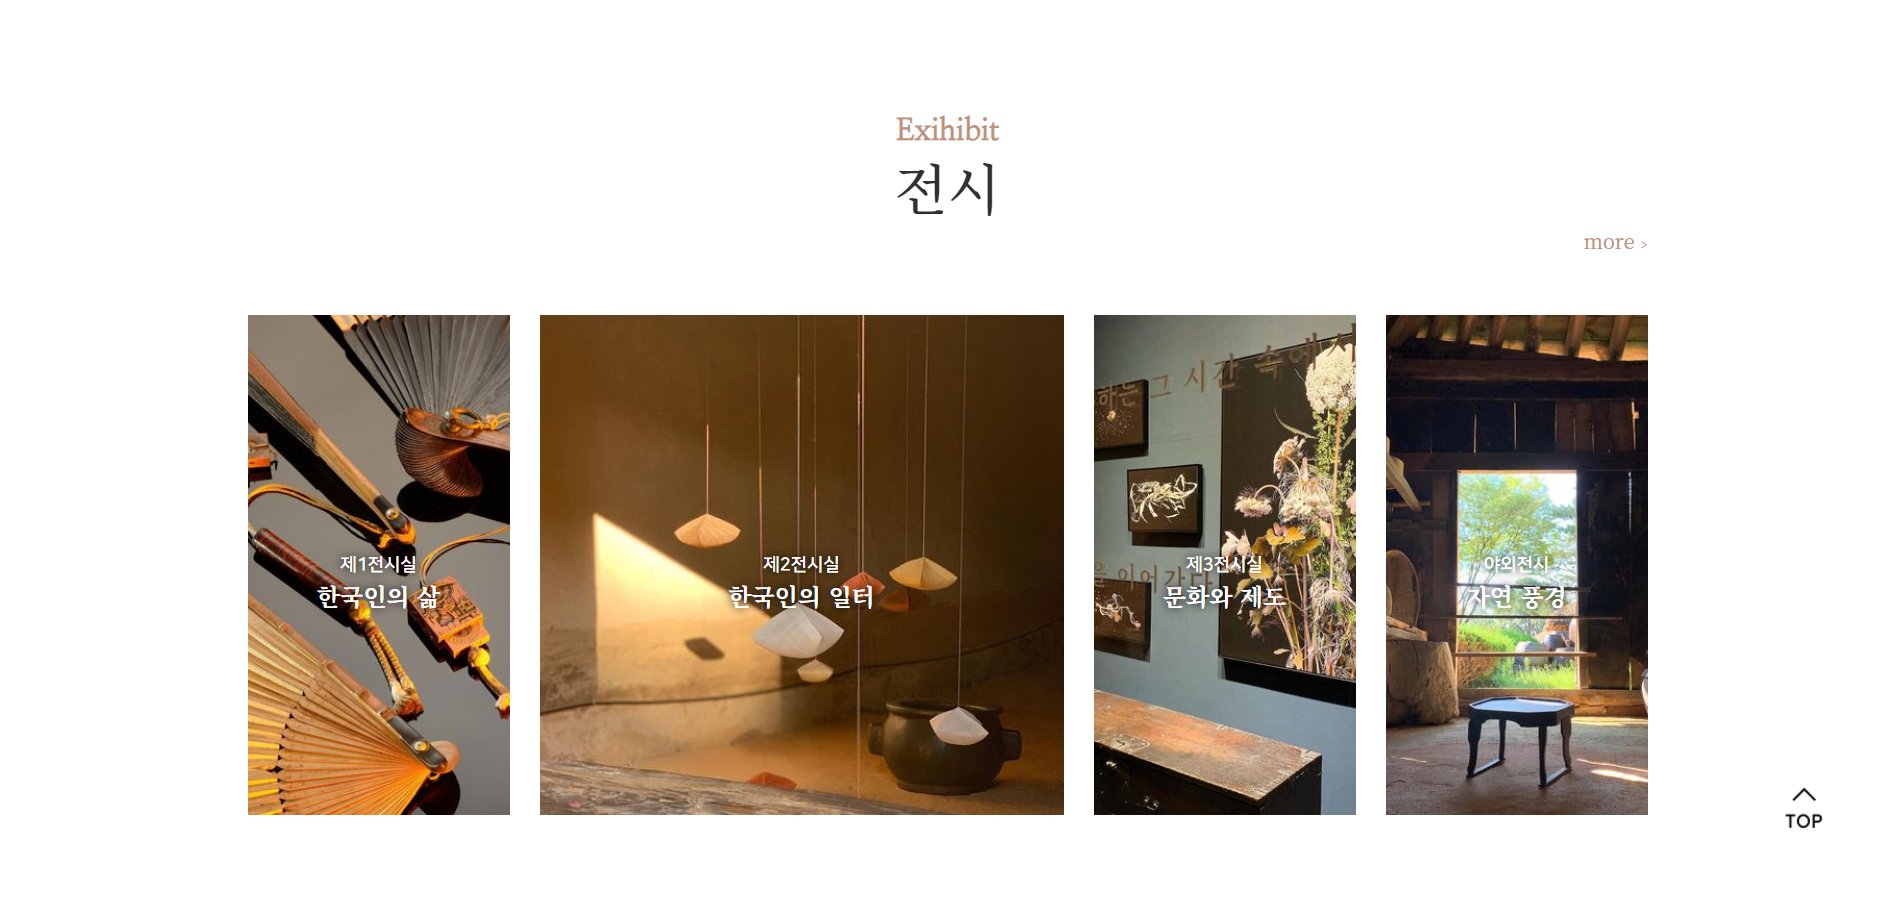 Exihibit
전시
more >
제1전시실
한국인의 삶
제2전시실
한국인의 일터
하는 그 시간 속에서
을 이어가다
제3전시실
문화와 제도
야외전시
자연 풍경
TOP